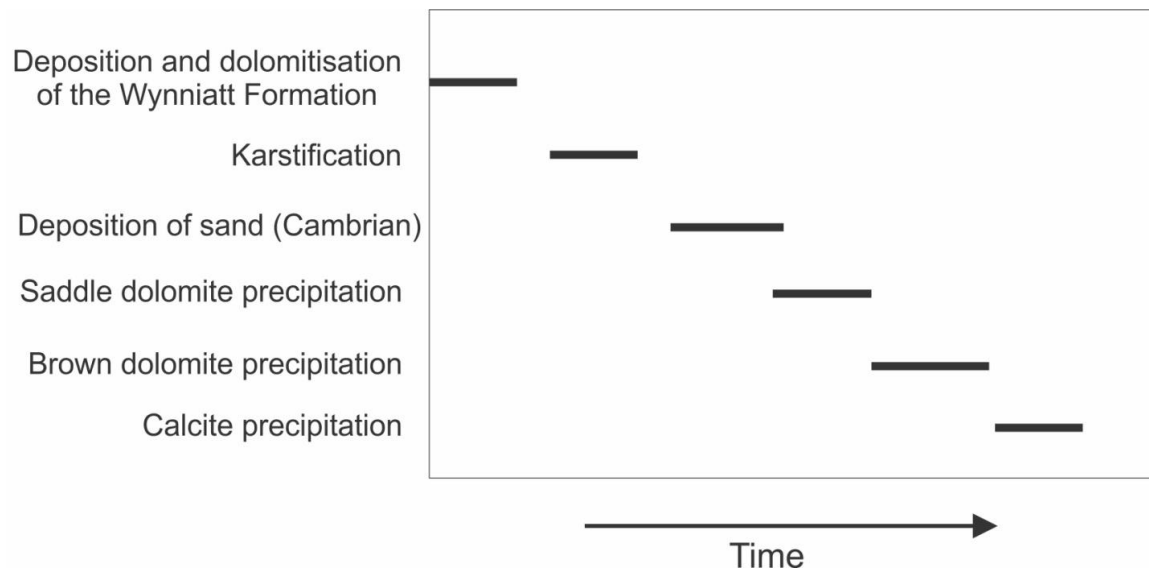 Deposition and dolomitisation
of the Wynniatt Formation
Karstification
Deposition of sand (Cambrian)
Saddle dolomite precipitation
Brown dolomite precipitation
Calcite precipitation
Time